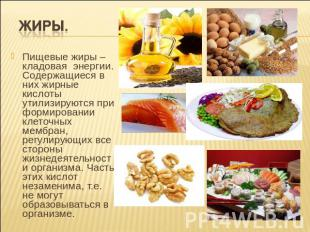 ЖИРЫ.
Пищевые жиры –
кладовая энергии.
Содержащиеся в
них жирные
кислоты
утилизируются при
формировании
клеточных
мембран,
регулирующих все
стороны
жизнедеятельност
и организма. Часть
этих кислот
незаменима, т.е.
не могут
образовываться в
организме.
PPT4WEB.ru